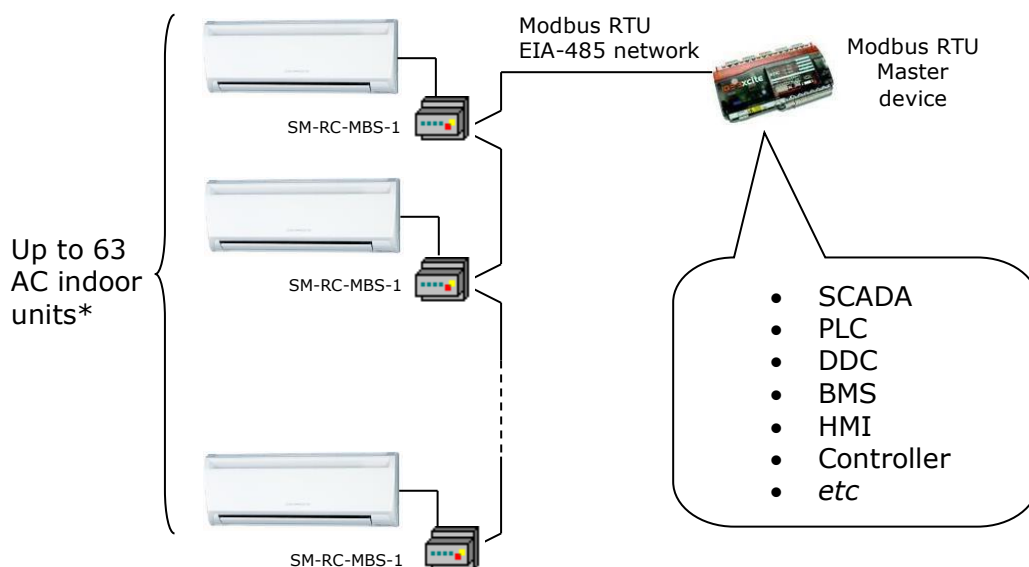 Modbus RTU
EIA-485 network
Modbus RTU
Master
device
SM-RC-MBS-1
SM-RC-MBS-1
Up to 63
AC indoor
units*
• SCADA
• PLC
• DDC
• BMS
• HMI
• Controller
• etc
SM-RC-MBS-1